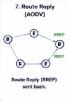 7. Route Reply
(AODV)
RREP
B
S
RREP
E
F
Route Reply (RREP)
sent back.